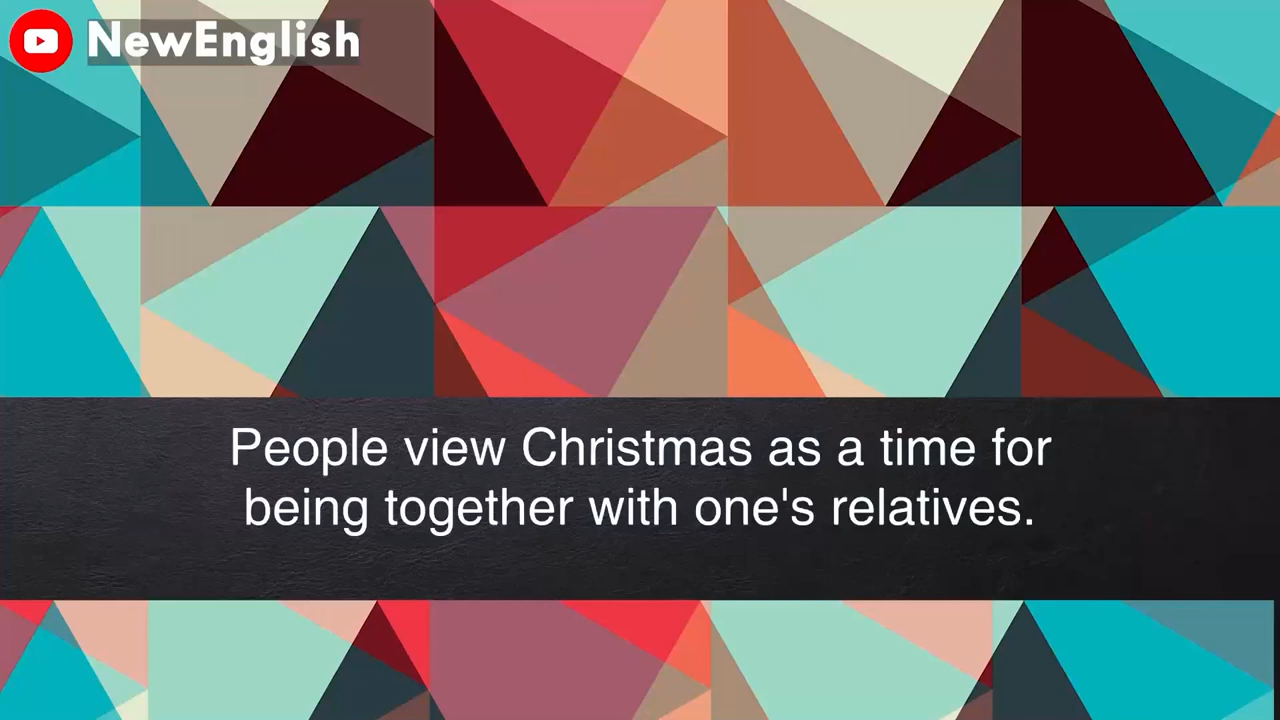 NewEnglish
People view Christmas as a time for
being together with one's relatives.